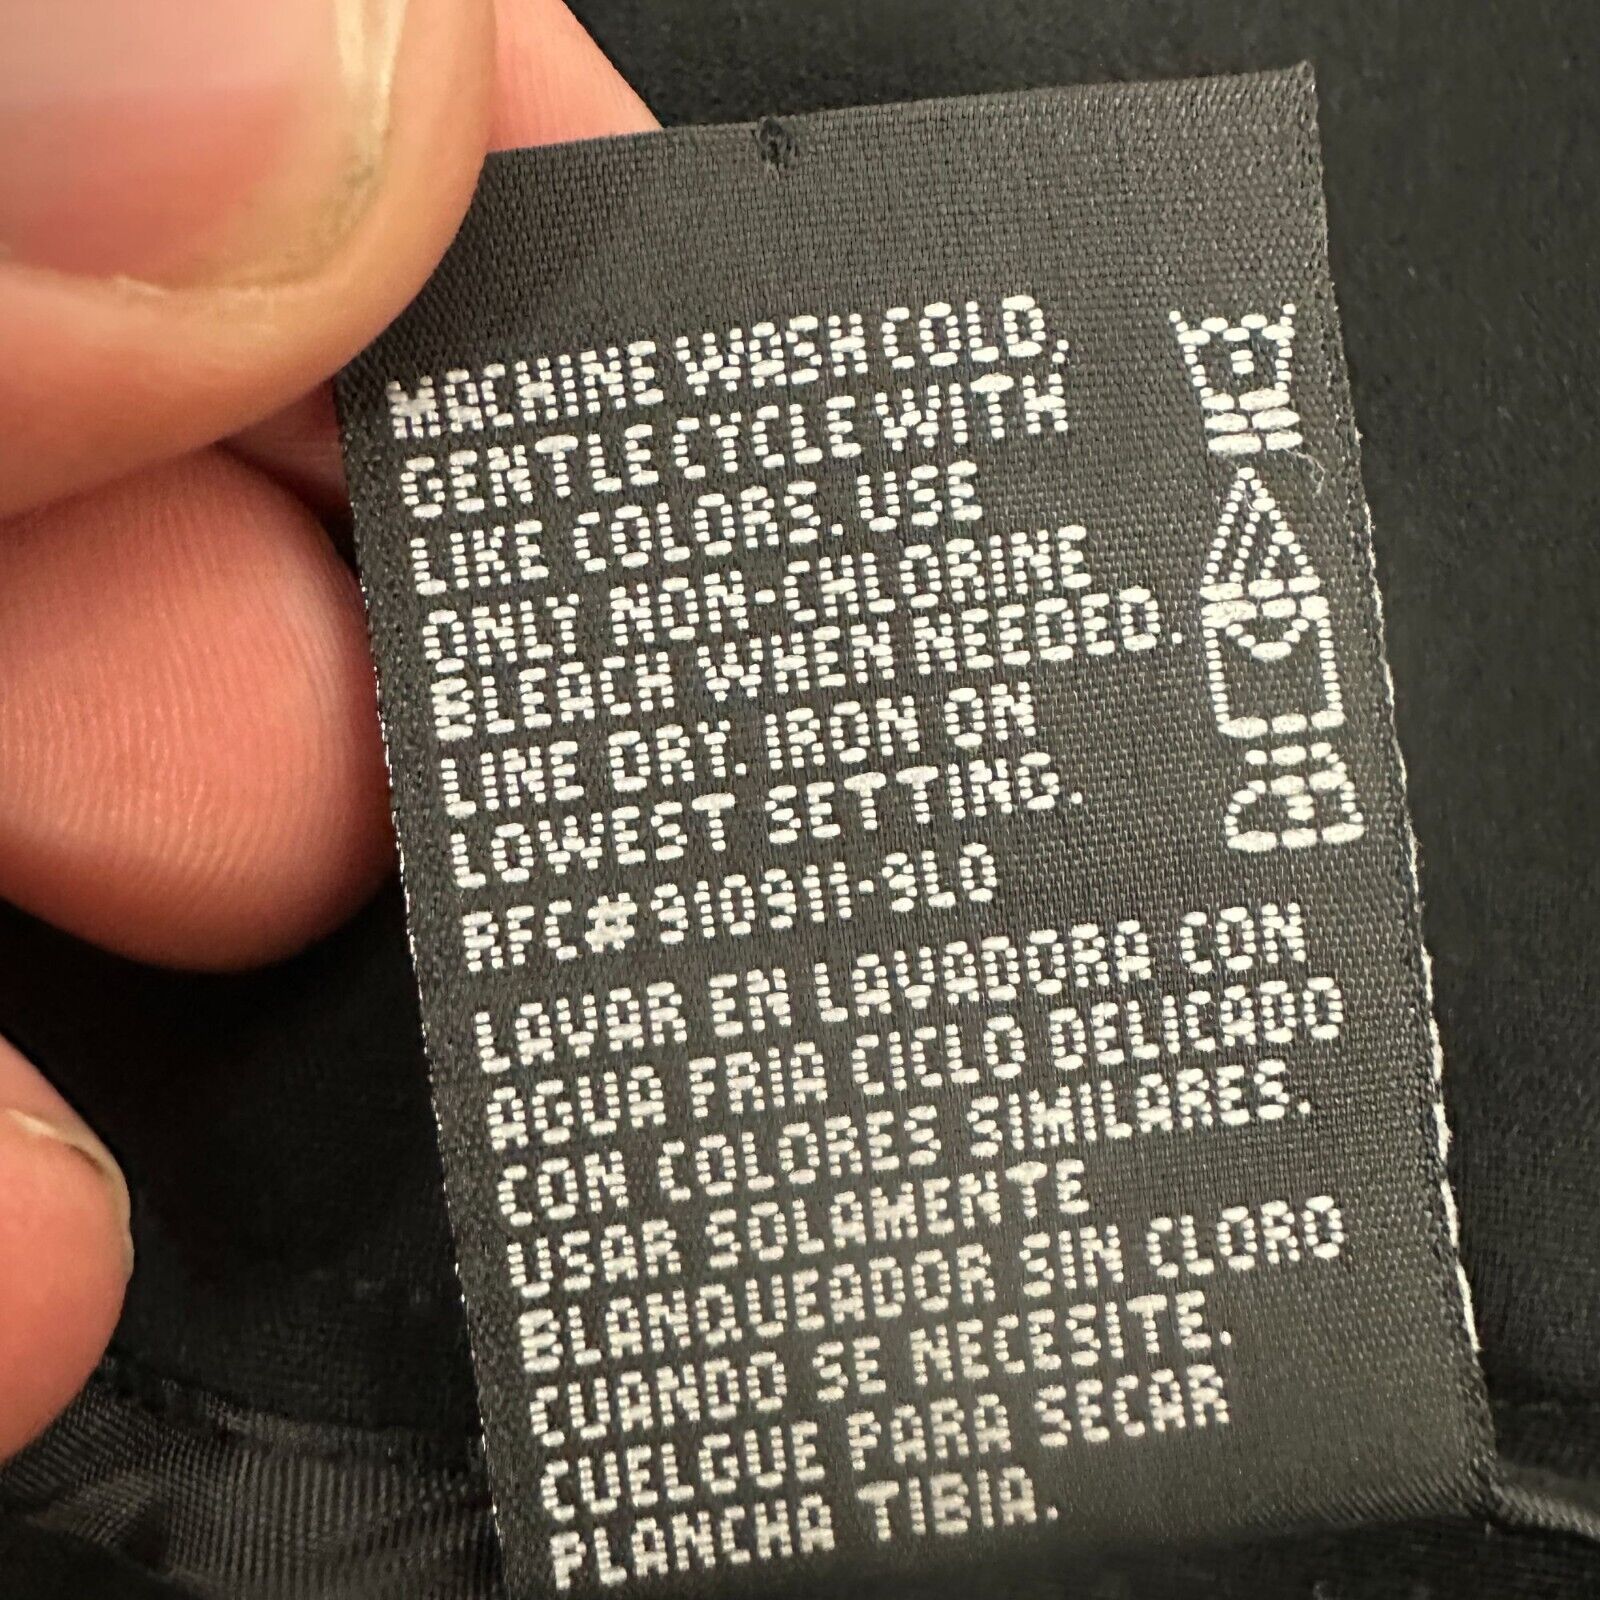 MACHINE WASH COLD,
GENTLE CYCLE WITH
LIKE COLORS. USE
ONLY NON-CHLORINE
BLEACH WHEN NEEDED.
LINE DRY. IRON ON
LOWEST SETTING.
RFC# 910911-9L0
LAVAR EN LAVADORA CON
AGUA FRIA CICLO DELICADO
CON COLORES SIMILARES.
USAR SOLAMENTE
BLANQUEADOR SIN CLORO
CUANDO SE NECESITE.
CUELGUE PARA SECAR
PLANCHA TIBIA.